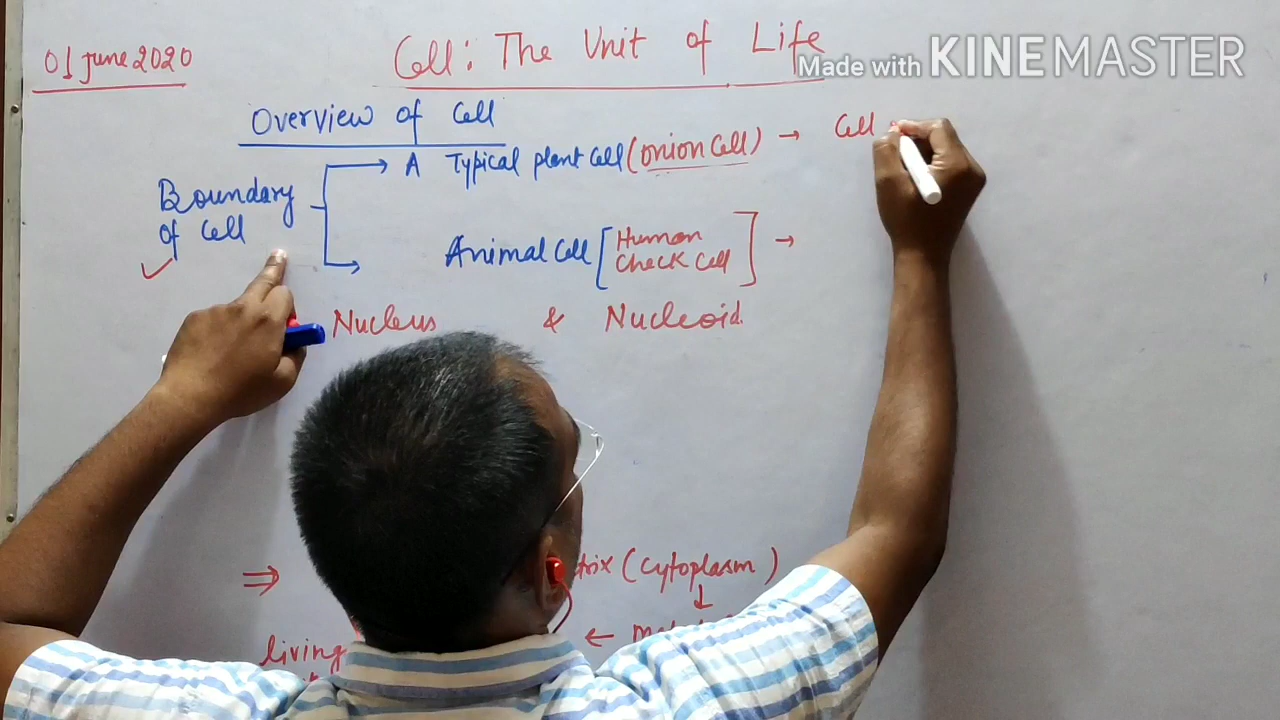 01 June 2020
Cell: The Unit of Life
Made with KINEMASTER
Overview of Cell
A Typical plant Cell (onion Cell) → Cell
Boundary
of Cell
Animal Cell [Human
Check Cell] →
Nucleus & Nucleoid.
⇒ (Cytoplasm)
↓
living ←